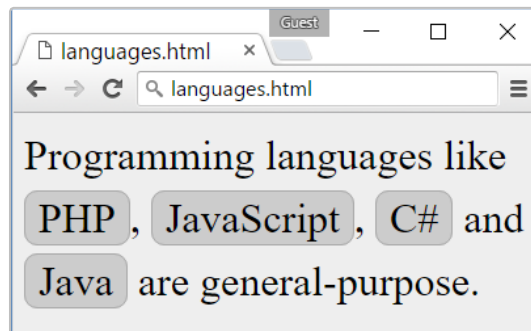 Guest
languages.html
languages.html
Programming languages like
PHP, JavaScript, C# and
Java are general-purpose.